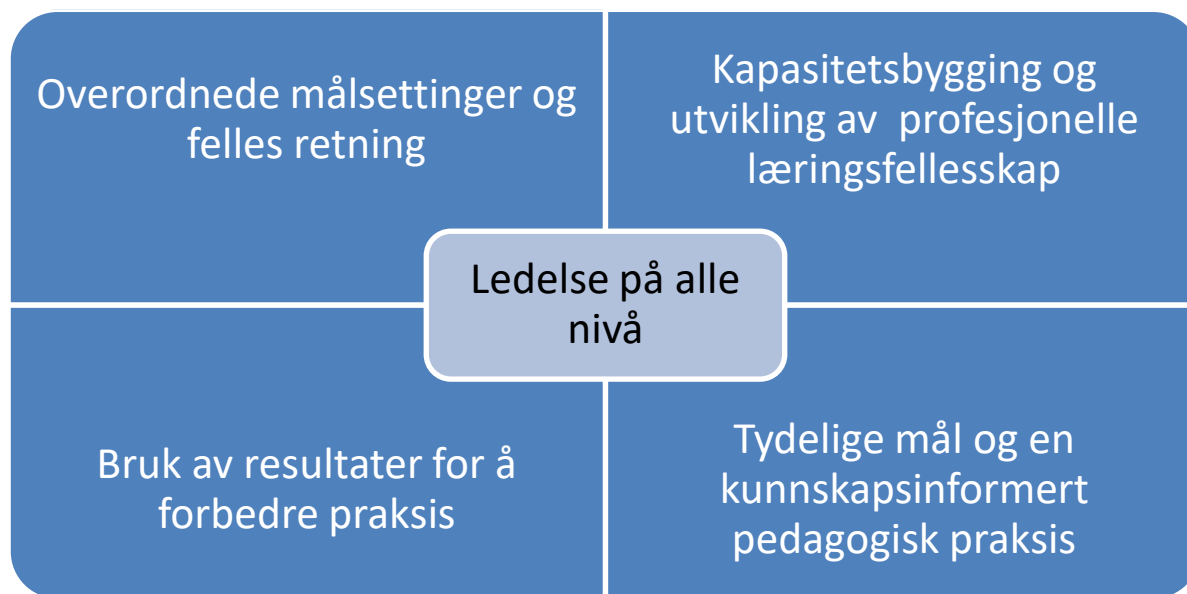 Overordnede målsettinger og
felles retning
Kapasitetsbygging og
utvikling av  profesjonelle
læringsfellesskap
Ledelse på alle
nivå
Bruk av resultater for å
forbedre praksis
Tydelige mål og en
kunnskapsinformert
pedagogisk praksis